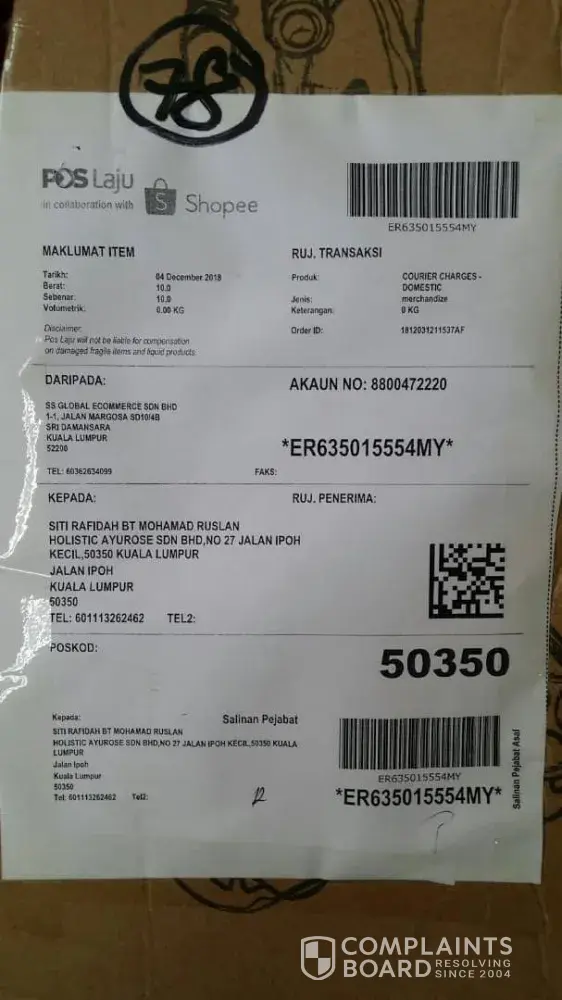 78
POS Laju
in collaboration with S Shopee
ER635015554MY
MAKLUMAT ITEM
Tarikh: 04 December 2018
Berat: 10.0
Sebenar: 10.0
Volumetrik: 0.00 KG
Disclaimer:
Pos Laju will not be liable for compensation
on damaged fragile items and liquid products.
RUJ. TRANSAKSI
Produk: COURIER CHARGES -
DOMESTIC
Jenis: merchandize
Keterangan: 0 KG
Order ID: 1812031211537AF
DARIPADA:
SS GLOBAL ECOMMERCE SDN BHD
1-1, JALAN MARGOSA SD10/4B
SRI DAMANSARA
KUALA LUMPUR
52200
TEL: 60362634099 FAKS:
AKAUN NO: 8800472220
*ER635015554MY*
KEPADA:
RUJ. PENERIMA:
SITI RAFIDAH BT MOHAMAD RUSLAN
HOLISTIC AYUROSE SDN BHD,NO 27 JALAN IPOH
KECIL,50350 KUALA LUMPUR
JALAN IPOH
KUALA LUMPUR
50350
TEL: 601113262462 TEL2:
POSKOD:
50350
Kepada: Salinan Pejabat
SITI RAFIDAH BT MOHAMAD RUSLAN
HOLISTIC AYUROSE SDN BHD,NO 27 JALAN IPOH KECIL,50350 KUALA
LUMPUR
Jalan Ipoh
Kuala Lumpur
50350
Tel: 601113262462 Tel2:
ER635015554MY
*ER635015554MY*
Salinan Pejabat Asal
COMPLAINTS
BOARD RESOLVING
SINCE 2004